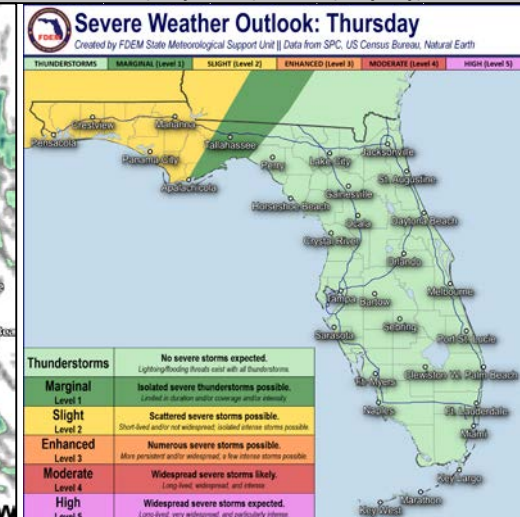 Severe Weather Outlook: Thursday
FDEM
Created by FDEM State Meteorological Support Unit || Data from SPC, US Census Bureau, Natural Earth
THUNDERSTORMS MARGINAL (Level 1) SLIGHT (Level 2) ENHANCED (Level 3) MODERATE (Level 4) HIGH (Level 5)
Crestview
Marianna
Pensacola
Tallahassee
Jacksonville
Panama City
Perry
Lake City
Apalachicola
St. Augustine
Gainesville
Horseshoe Beach
Ocala
Daytona Beach
Crystal River
Orlando
Tampa
Bartow
Melbourne
Sebring
Sarasota
Port St. Lucie
Ft. Myers
Clewiston
W. Palm Beach
Naples
Ft. Lauderdale
Miami
Key Largo
Marathon
Key West
Thunderstorms
No severe storms expected.
Lightning/flooding threats exist with all thunderstorms.
Marginal
Level 1
Isolated severe thunderstorms possible.
Limited in duration and/or coverage and/or intensity
Slight
Level 2
Scattered severe storms possible.
Short-lived and/or not widespread, isolated intense storms possible.
Enhanced
Level 3
Numerous severe storms possible.
More persistent and/or widespread, a few intense storms possible.
Moderate
Level 4
Widespread severe storms likely.
Long-lived, widespread, and intense
High
Level 5
Widespread severe storms expected.
Long-lived, very widespread, and particularly intense